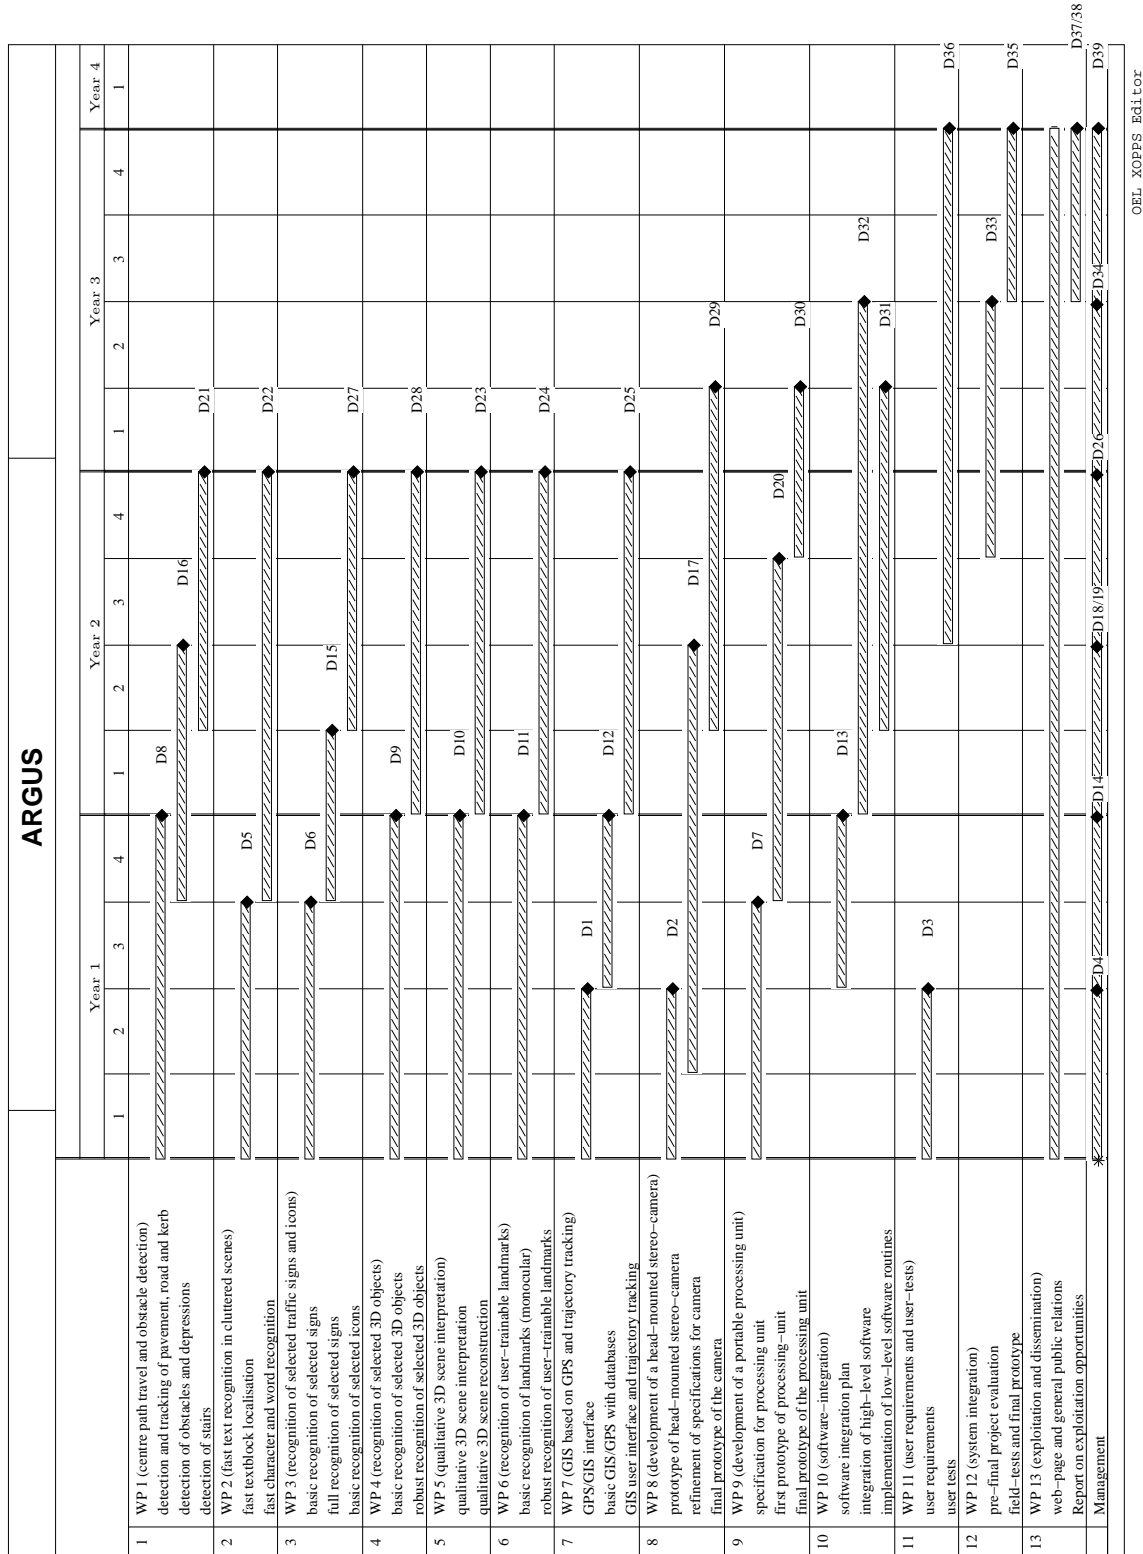 ARGUS
Year 1 Year 2 Year 3 Year 4
1 2 3 4 1 2 3 4 1 2 3 4 1
1 WP 1 (centre path travel and obstacle detection)
detection and tracking of pavement, road and kerb D8
detection of obstacles and depressions D16
detection of stairs D21
2 WP 2 (fast text recognition in cluttered scenes)
fast textblock localisation D5
fast character and word recognition D22
3 WP 3 (recognition of selected traffic signs and icons)
basic recognition of selected signs D6
full recognition of selected signs D15
basic recognition of selected icons D27
4 WP 4 (recognition of selected 3D objects)
basic recognition of selected 3D objects D9
robust recognition of selected 3D objects D28
5 WP 5 (qualitative 3D scene interpretation)
qualitative 3D scene interpretation D10
qualitative 3D scene reconstruction D23
6 WP 6 (recognition of user−trainable landmarks)
basic recognition of landmarks (monocular) D11
robust recognition of user−trainable landmarks D24
7 WP 7 (GIS based on GPS and trajectory tracking)
GPS/GIS interface D1
basic GIS/GPS with databases D12
GIS user interface and trajectory tracking D25
8 WP 8 (development of a head−mounted stereo−camera)
prototype of head−mounted stereo−camera D2
refinement of specifications for camera D17
final prototype of the camera D29
9 WP 9 (development of a portable processing unit)
specification for processing unit D7
first prototype of processing−unit D20
final prototype of the processing unit D30
10 WP 10 (software−integration)
software integration plan D13
integration of high−level software D32
implementation of low−level software routines D31
11 WP 11 (user requirements and user−tests)
user requirements D3
user tests D36
12 WP 12 (system integration)
pre−final project evaluation D33
field−tests and final prototype D35
13 WP 13 (exploitation and dissemination)
web−page and general public relations
Report on exploitation opportunities D37/38
Management D4 D14 D18/19 D26 D34 D39
OEL XOPPS Editor